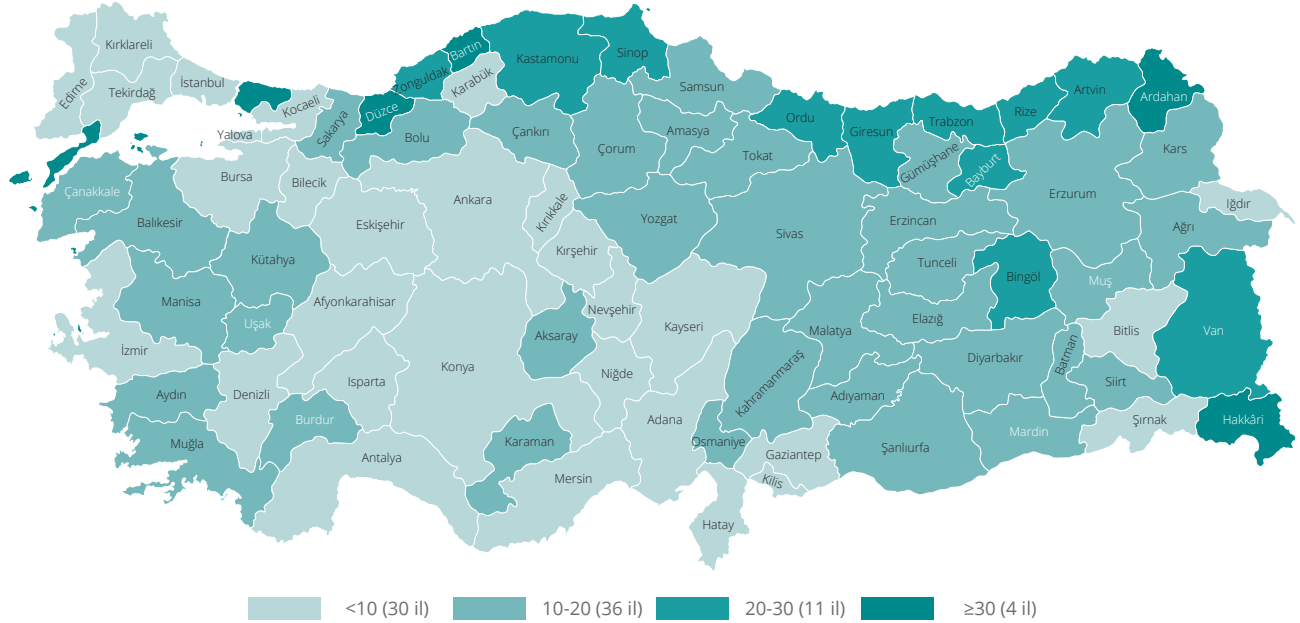 Kırklareli
Edirne
Tekirdağ
İstanbul
Kocaeli
Yalova
Sakarya
Düzce
Zonguldak
Bartın
Karabük
Kastamonu
Sinop
Samsun
Ordu
Giresun
Trabzon
Rize
Artvin
Ardahan
Kars
Iğdır
Ağrı
Erzurum
Bayburt
Gümüşhane
Erzincan
Tokat
Amasya
Çorum
Çankırı
Bolu
Bilecik
Bursa
Çanakkale
Balıkesir
Kütahya
Eskişehir
Ankara
Kırıkkale
Kırşehir
Yozgat
Sivas
Tunceli
Bingöl
Muş
Bitlis
Van
Hakkâri
Şırnak
Siirt
Batman
Diyarbakır
Elazığ
Malatya
Kahramanmaraş
Adıyaman
Kayseri
Nevşehir
Aksaray
Niğde
Konya
Afyonkarahisar
Uşak
Manisa
İzmir
Aydın
Denizli
Isparta
Burdur
Muğla
Antalya
Karaman
Mersin
Adana
Osmaniye
Gaziantep
Kilis
Hatay
Şanlıurfa
Mardin
<10 (30 il)
10-20 (36 il)
20-30 (11 il)
≥30 (4 il)